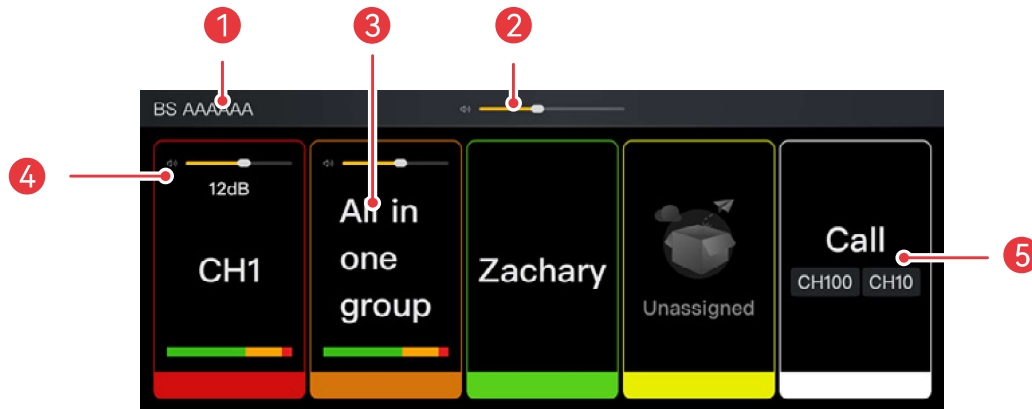 1
3
2
BS AAAAAA
4
12dB
CH1
All in
one
group
Zachary
Unassigned
Call
CH100 CH10
5